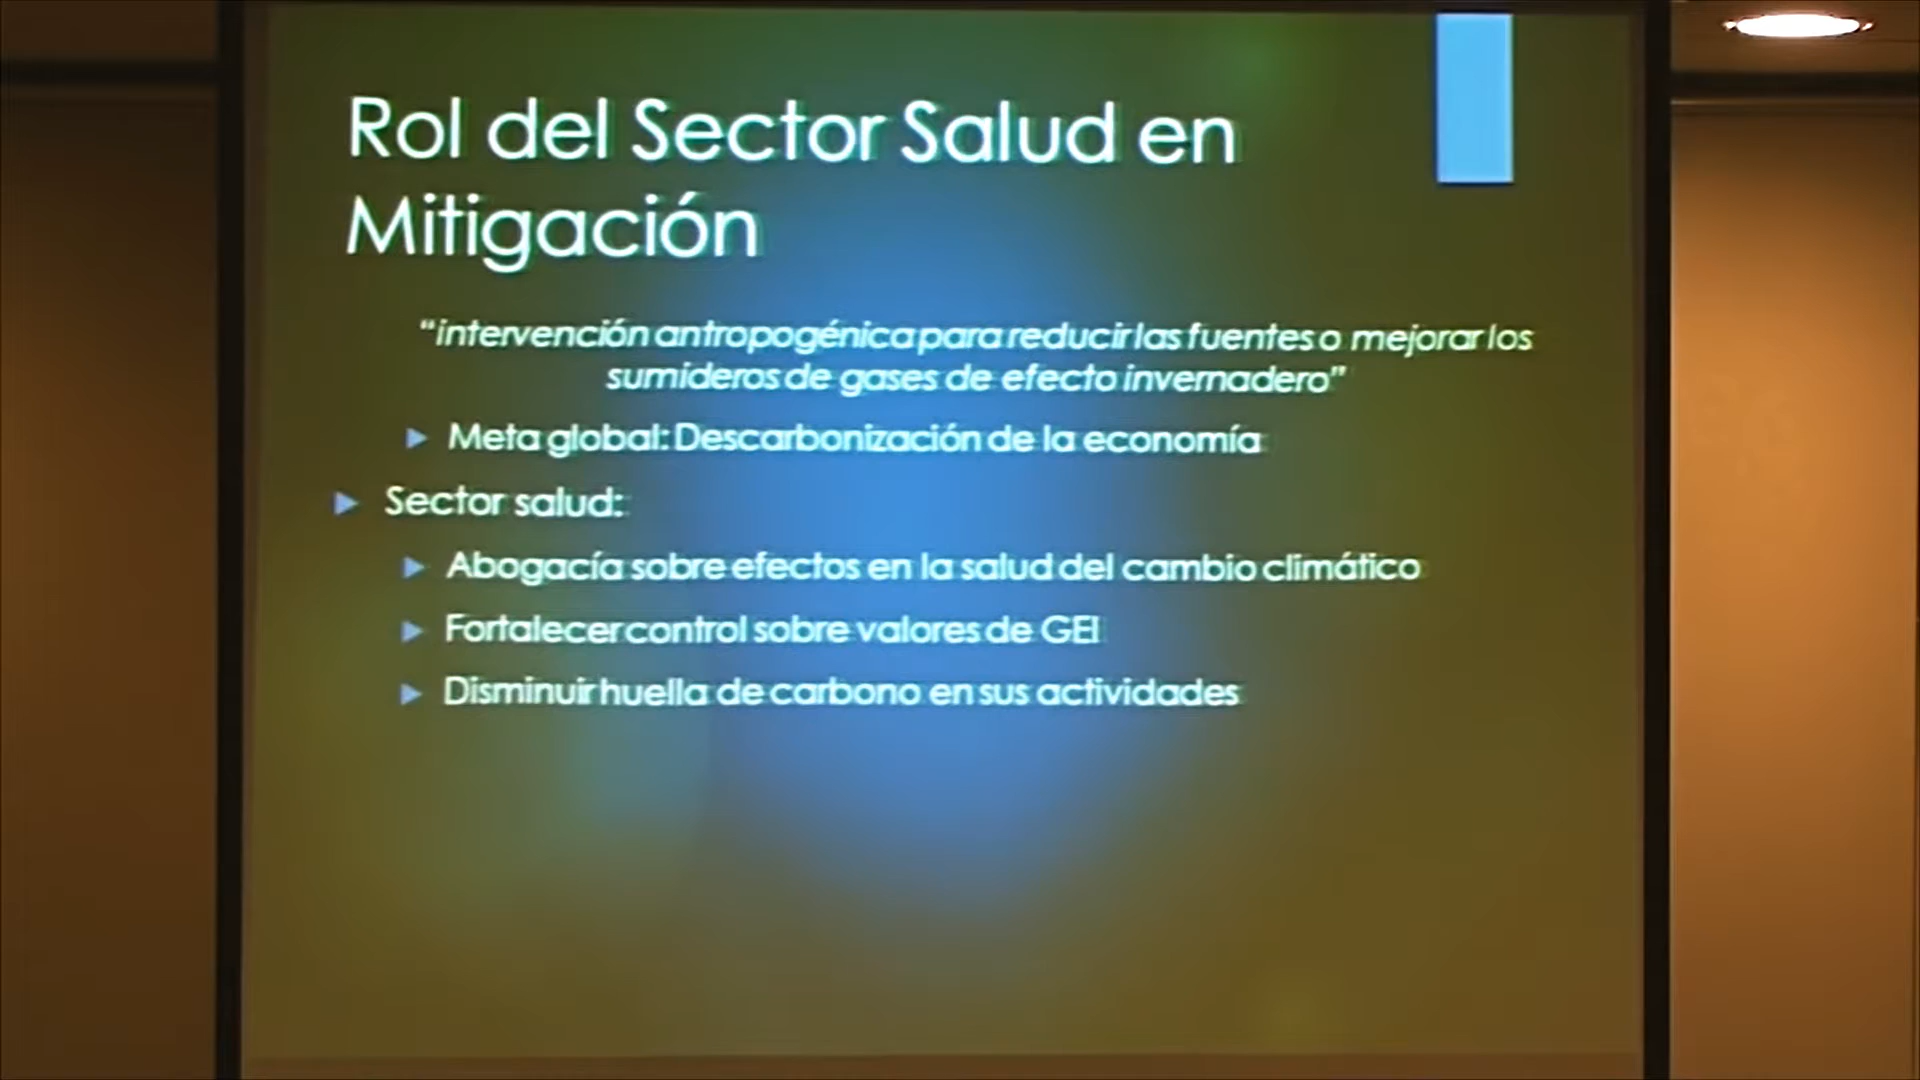 Rol del Sector Salud en
Mitigación
“intervención antropogénica para reducir las fuentes o mejorar los
sumideros de gases de efecto invernadero”
Meta global: Descarbonización de la economía
Sector salud:
Abogacía sobre efectos en la salud del cambio climático
Fortalecer control sobre valores de GEI
Disminuir huella de carbono en sus actividades